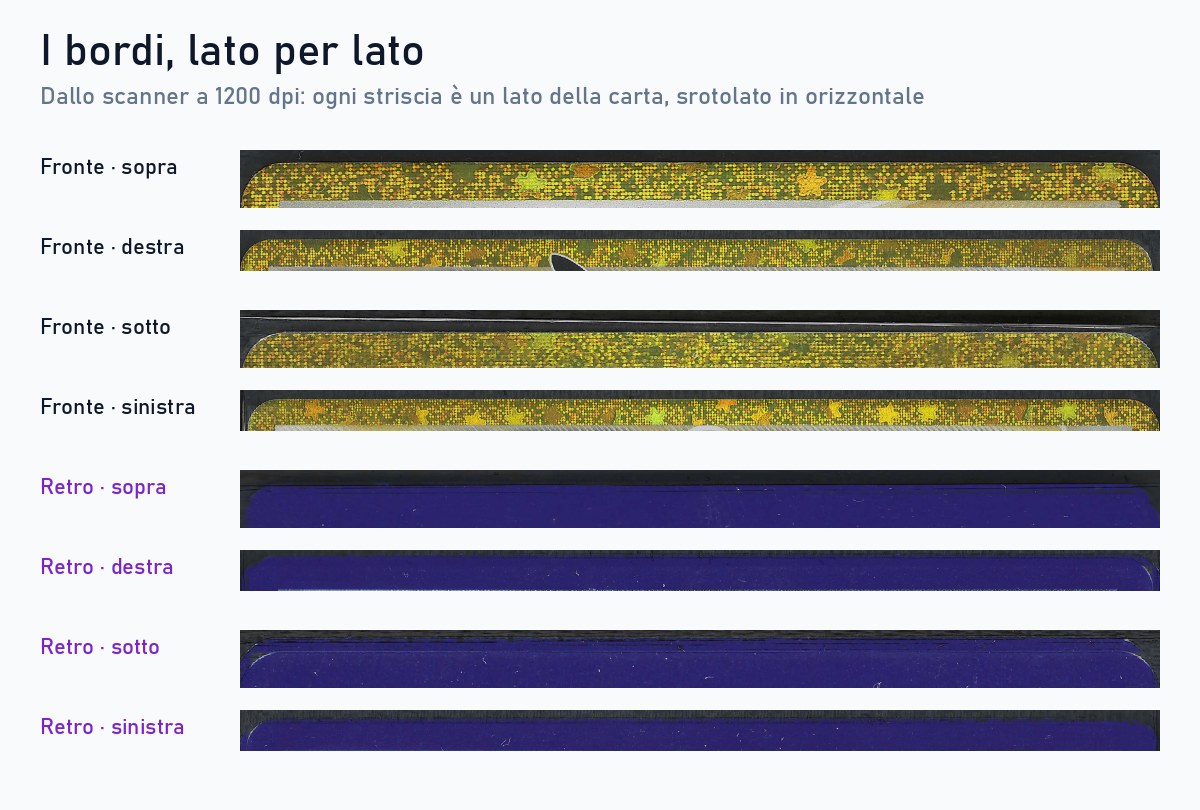 I bordi, lato per lato
Dallo scanner a 1200 dpi: ogni striscia è un lato della carta, srotolato in orizzontale
Fronte · sopra
Fronte · destra
Fronte · sotto
Fronte · sinistra
Retro · sopra
Retro · destra
Retro · sotto
Retro · sinistra